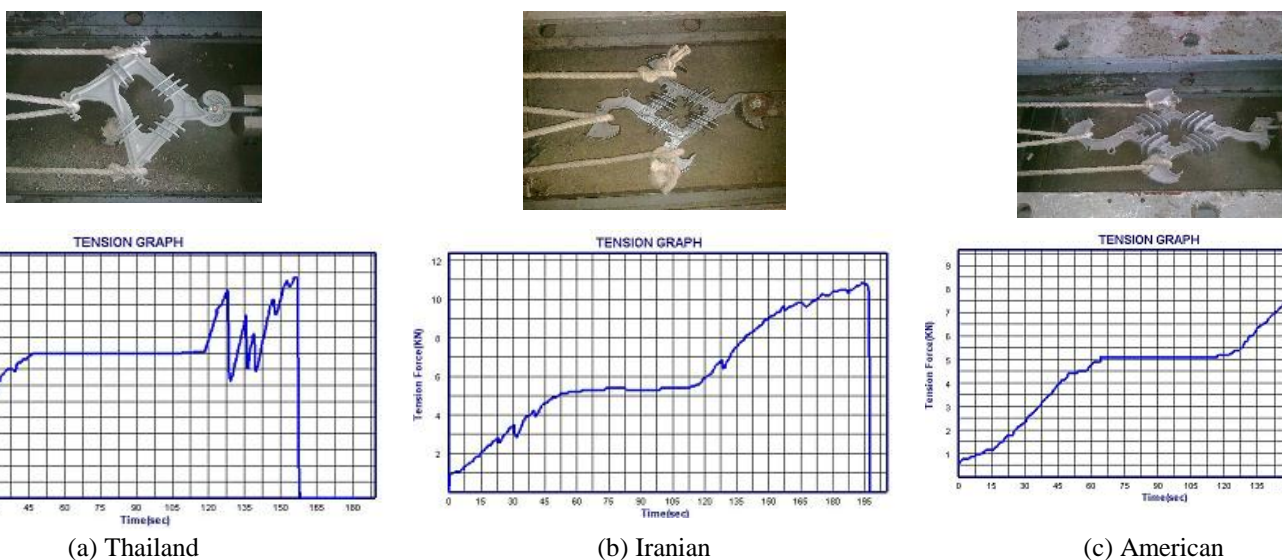 TENSION GRAPH
45 60 75 90 105 120 135 150 165 180
Time(sec)
(a) Thailand
TENSION GRAPH
Tension Force(KN)
12
10
8
6
4
2
15 30 45 60 75 90 105 120 135 150 165 180 195
Time(sec)
(b) Iranian
TENSION GRAPH
Tension Force(KN)
9
8
7
6
5
4
3
2
1
0 15 30 45 60 75 90 105 120 135 150
Time(sec)
(c) American